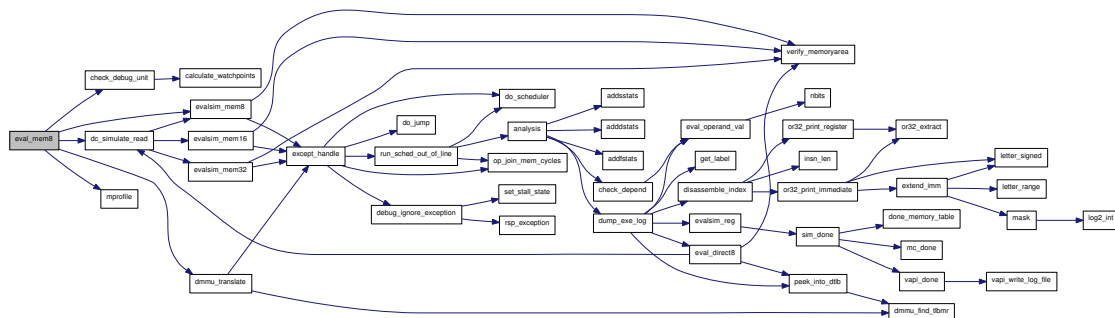 eval_mem8
check_debug_unit
calculate_watchpoints
dc_simulate_read
mprofile
dmmu_translate
evalsim_mem8
evalsim_mem16
evalsim_mem32
except_handle
do_scheduler
do_jump
run_sched_out_of_line
op_join_mem_cycles
debug_ignore_exception
set_stall_state
rsp_exception
analysis
addsstats
adddstats
addfstats
check_depend
dump_exe_log
eval_operand_val
nbits
get_label
disassemble_index
evalsim_reg
eval_direct8
verify_memoryarea
or32_print_register
insn_len
or32_print_immediate
or32_extract
letter_signed
extend_imm
letter_range
mask
log2_int
sim_done
done_memory_table
mc_done
vapi_done
vapi_write_log_file
peek_into_dtlb
dmmu_find_tlbmr